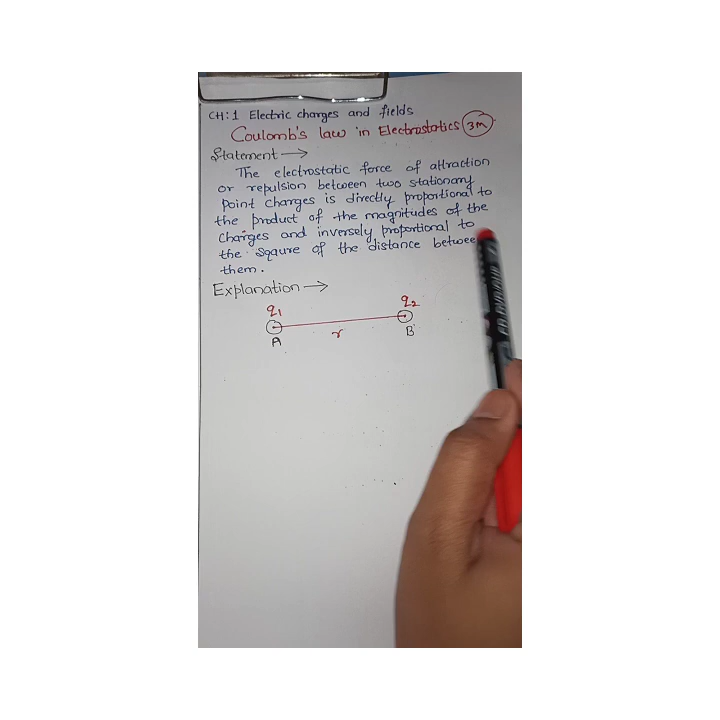 CH:1 Electric charges and fields
Coulomb's law in Electrostatics 3m
Statement →
The electrostatic force of attraction
or repulsion between two stationary
point charges is directly proportional to
the product of the magnitudes of the
charges and inversely proportional to
the sqaure of the distance between
them.
Explanation →
q1 q2
r
A B